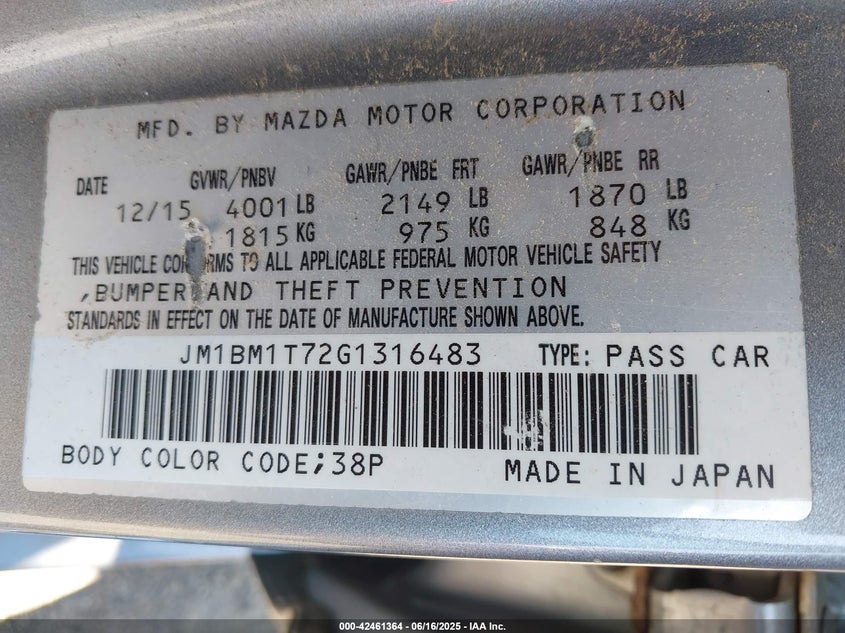 MFD. BY MAZDA MOTOR CORPORATION
DATE GVWR/PNBV GAWR/PNBE FRT GAWR/PNBE RR
12/15 4001 LB 2149 LB 1870 LB
1815 KG 975 KG 848 KG
THIS VEHICLE CONFORMS TO ALL APPLICABLE FEDERAL MOTOR VEHICLE SAFETY
,BUMPER AND THEFT PREVENTION
STANDARDS IN EFFECT ON THE DATE OF MANUFACTURE SHOWN ABOVE.
JM1BM1T72G1316483 TYPE: PASS CAR
BODY COLOR CODE;38P MADE IN JAPAN
000-42461364 - 06/16/2025 - IAA Inc.